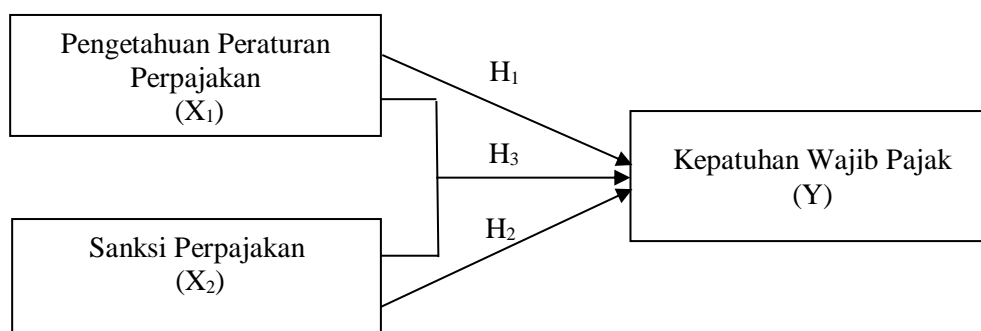 Pengetahuan Peraturan
Perpajakan
(X₁)
H₁
H₃
Kepatuhan Wajib Pajak
(Y)
Sanksi Perpajakan
(X₂)
H₂